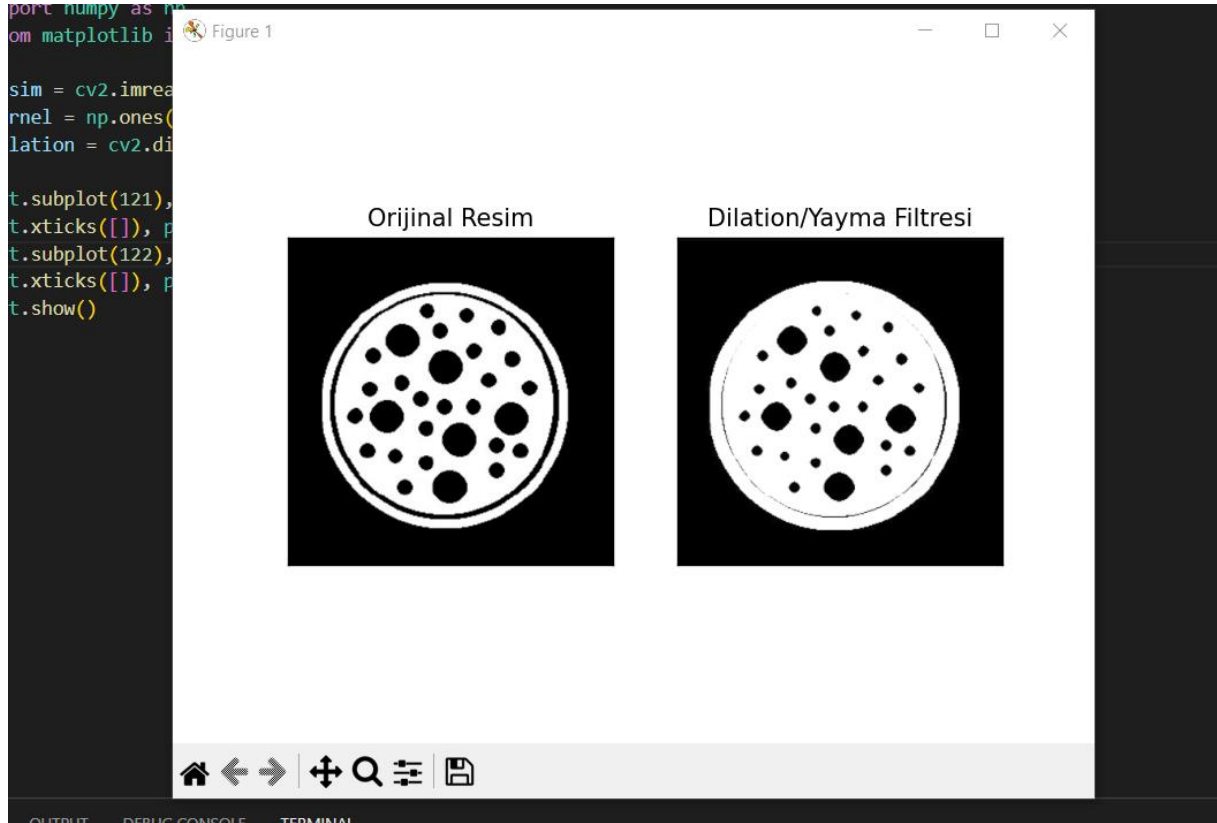 port numpy as np
om matplotlib i
sim = cv2.imrea
rnel = np.ones(
lation = cv2.di
t.subplot(121),
t.xticks([]), p
t.subplot(122),
t.xticks([]), p
t.show()
Figure 1
Orijinal Resim
Dilation/Yayma Filtresi
OUTPUT DEBUG CONSOLE TERMINAL